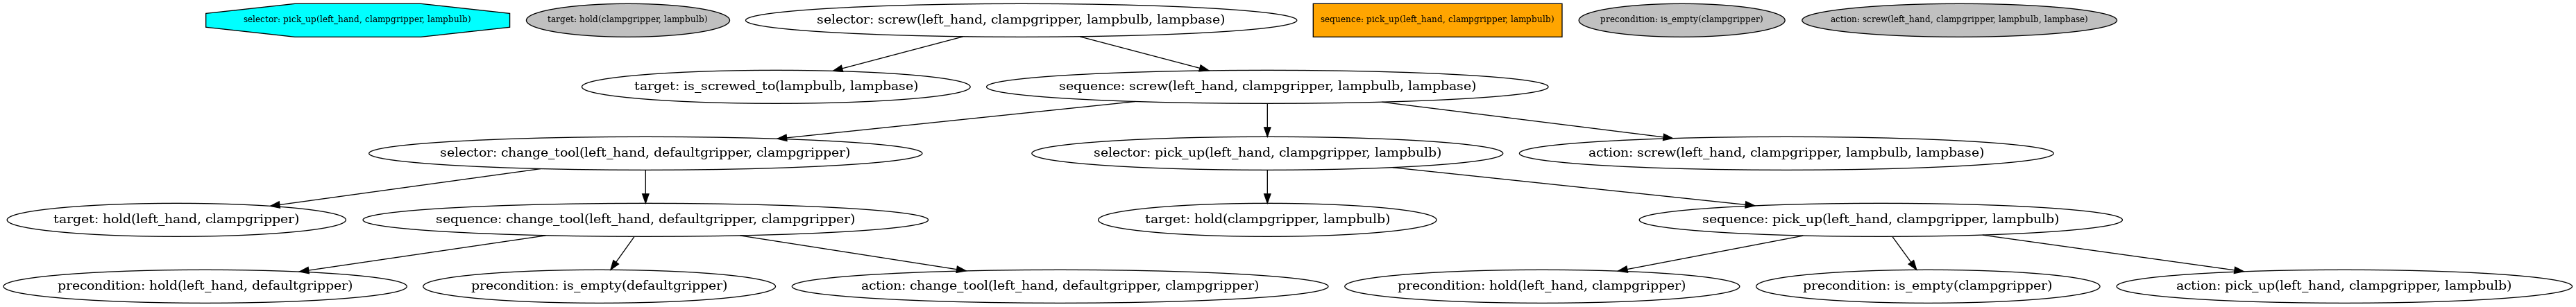 selector: pick_up(left_hand, clampgripper, lampbulb)
target: hold(clampgripper, lampbulb)
selector: screw(left_hand, clampgripper, lampbulb, lampbase)
sequence: pick_up(left_hand, clampgripper, lampbulb)
precondition: is_empty(clampgripper)
action: screw(left_hand, clampgripper, lampbulb, lampbase)
target: is_screwed_to(lampbulb, lampbase)
sequence: screw(left_hand, clampgripper, lampbulb, lampbase)
selector: change_tool(left_hand, defaultgripper, clampgripper)
selector: pick_up(left_hand, clampgripper, lampbulb)
action: screw(left_hand, clampgripper, lampbulb, lampbase)
target: hold(left_hand, clampgripper)
sequence: change_tool(left_hand, defaultgripper, clampgripper)
target: hold(clampgripper, lampbulb)
sequence: pick_up(left_hand, clampgripper, lampbulb)
precondition: hold(left_hand, defaultgripper)
precondition: is_empty(defaultgripper)
action: change_tool(left_hand, defaultgripper, clampgripper)
precondition: hold(left_hand, clampgripper)
precondition: is_empty(clampgripper)
action: pick_up(left_hand, clampgripper, lampbulb)